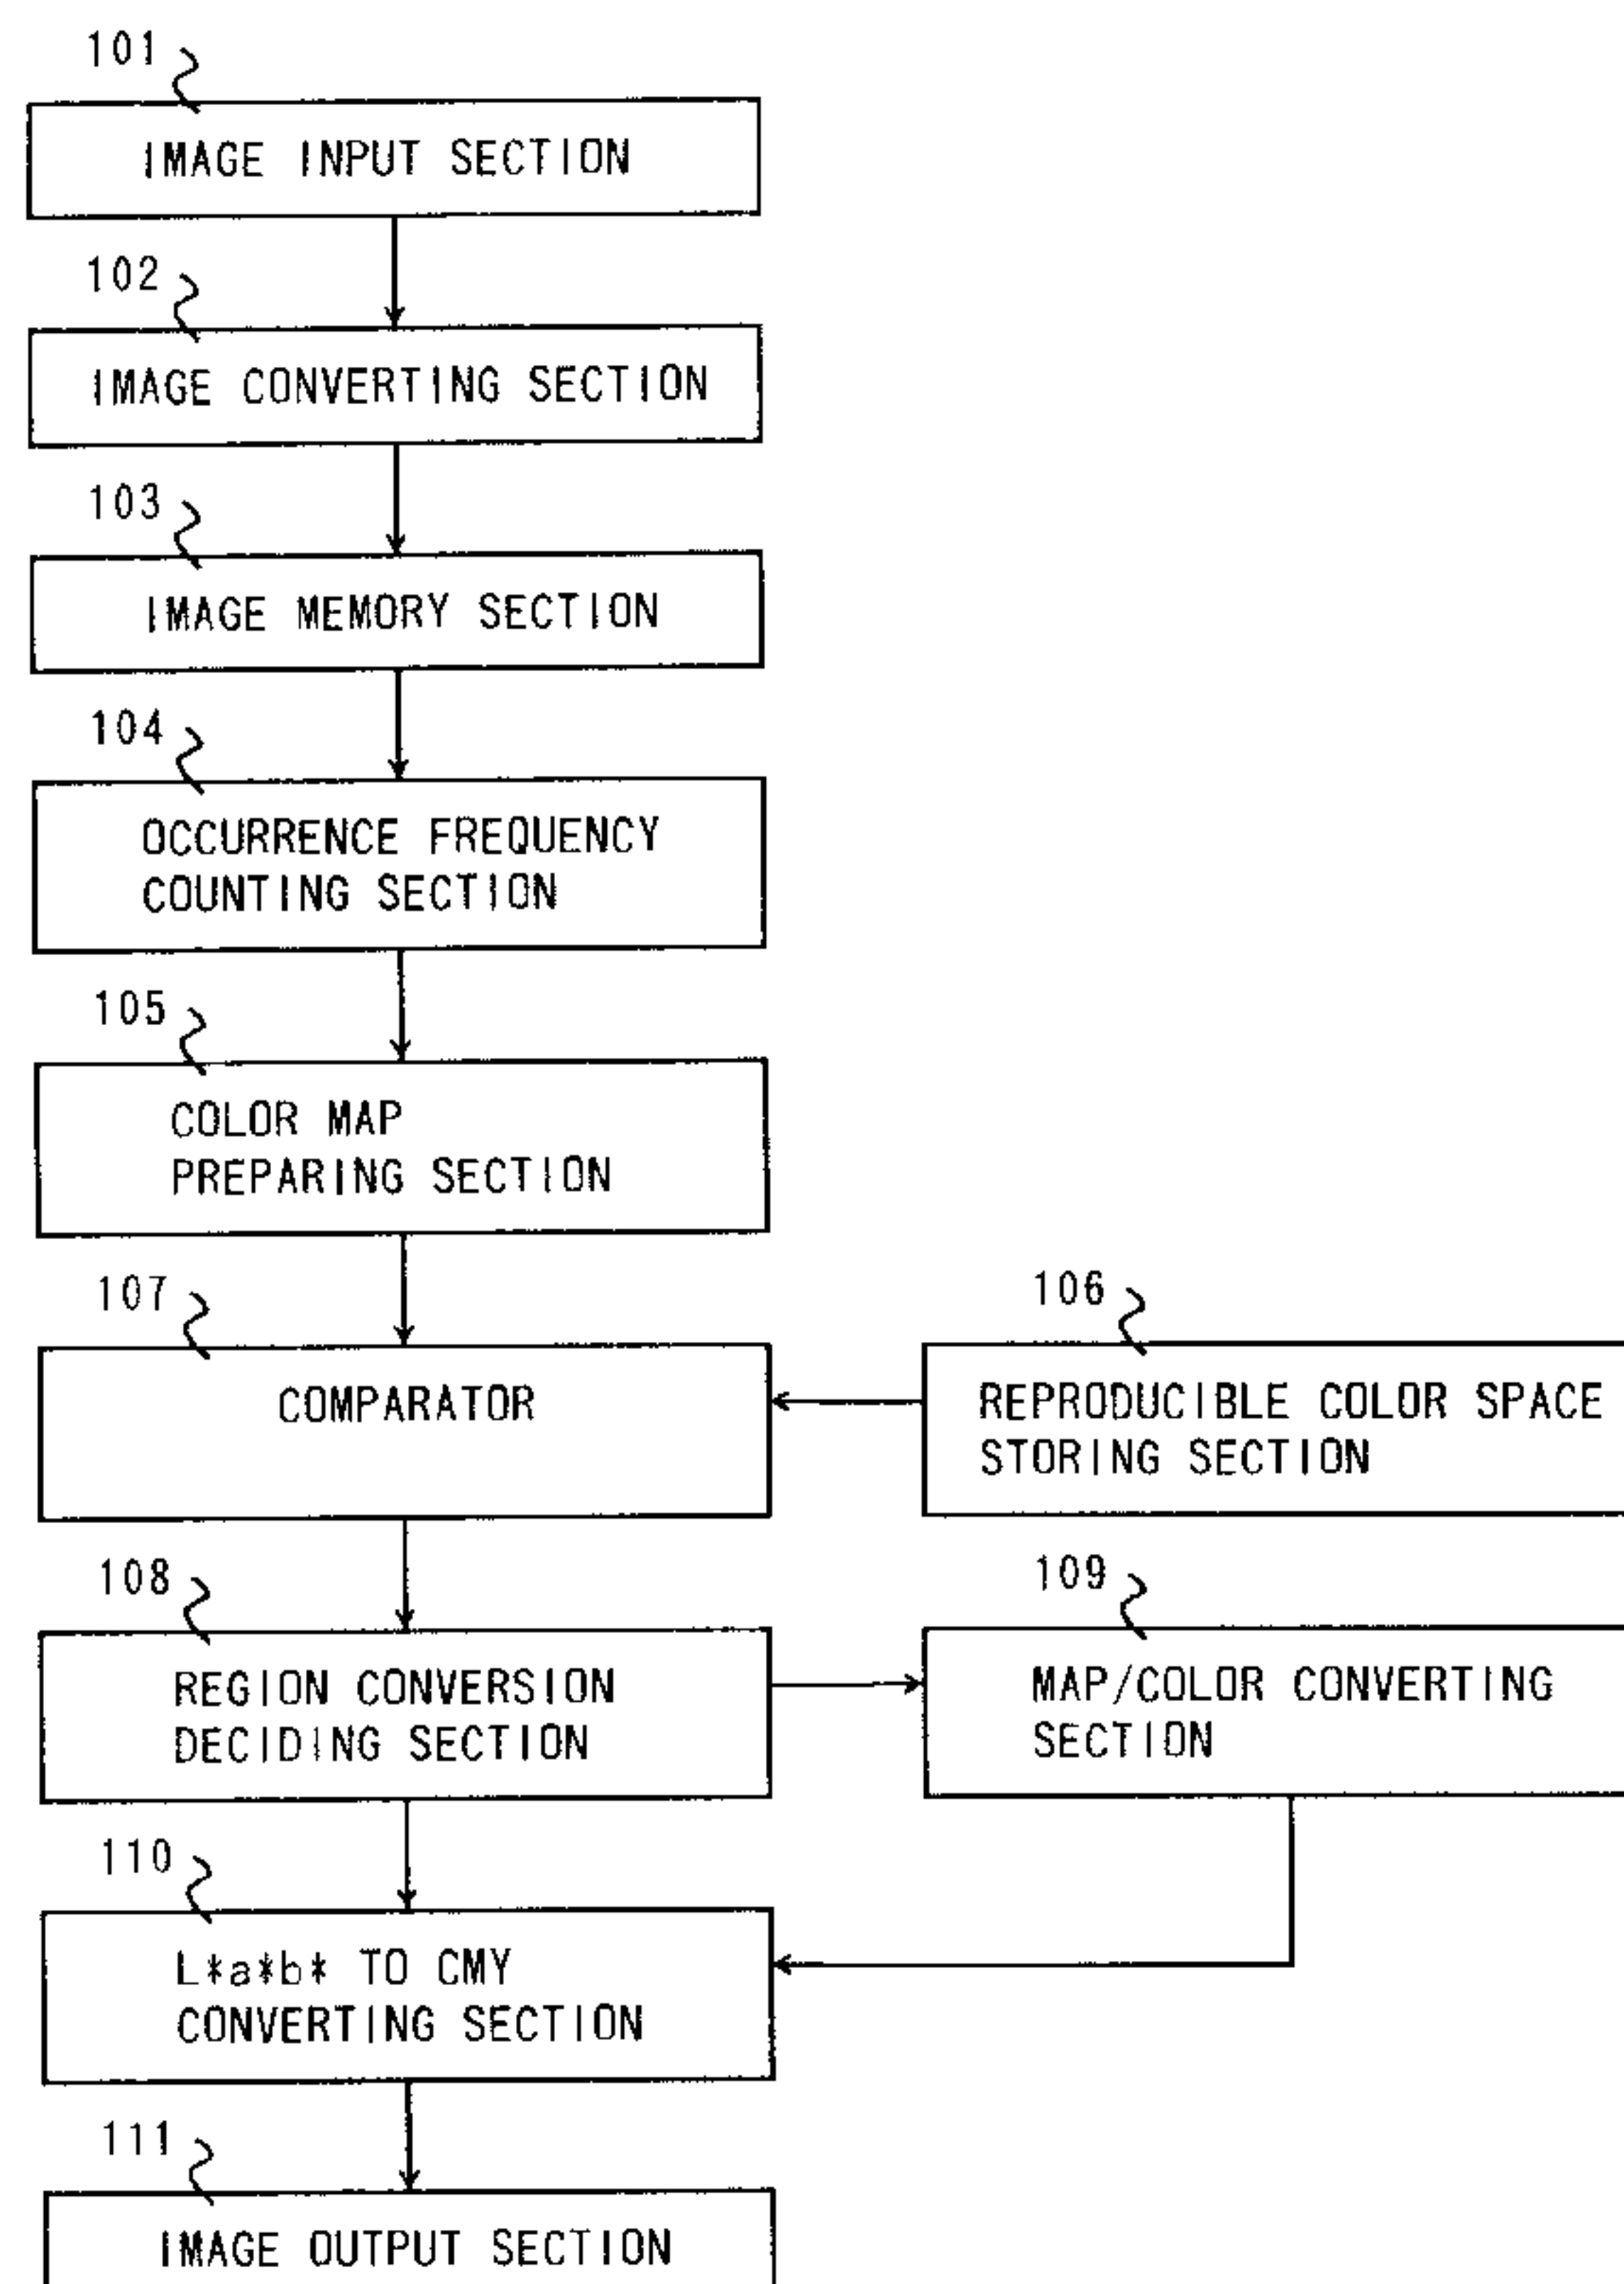 101
IMAGE INPUT SECTION
102
IMAGE CONVERTING SECTION
103
IMAGE MEMORY SECTION
104
OCCURRENCE FREQUENCY
COUNTING SECTION
105
COLOR MAP
PREPARING SECTION
107
COMPARATOR
106
REPRODUCIBLE COLOR SPACE
STORING SECTION
108
REGION CONVERSION
DECIDING SECTION
109
MAP/COLOR CONVERTING
SECTION
110
L*a*b* TO CMY
CONVERTING SECTION
111
IMAGE OUTPUT SECTION